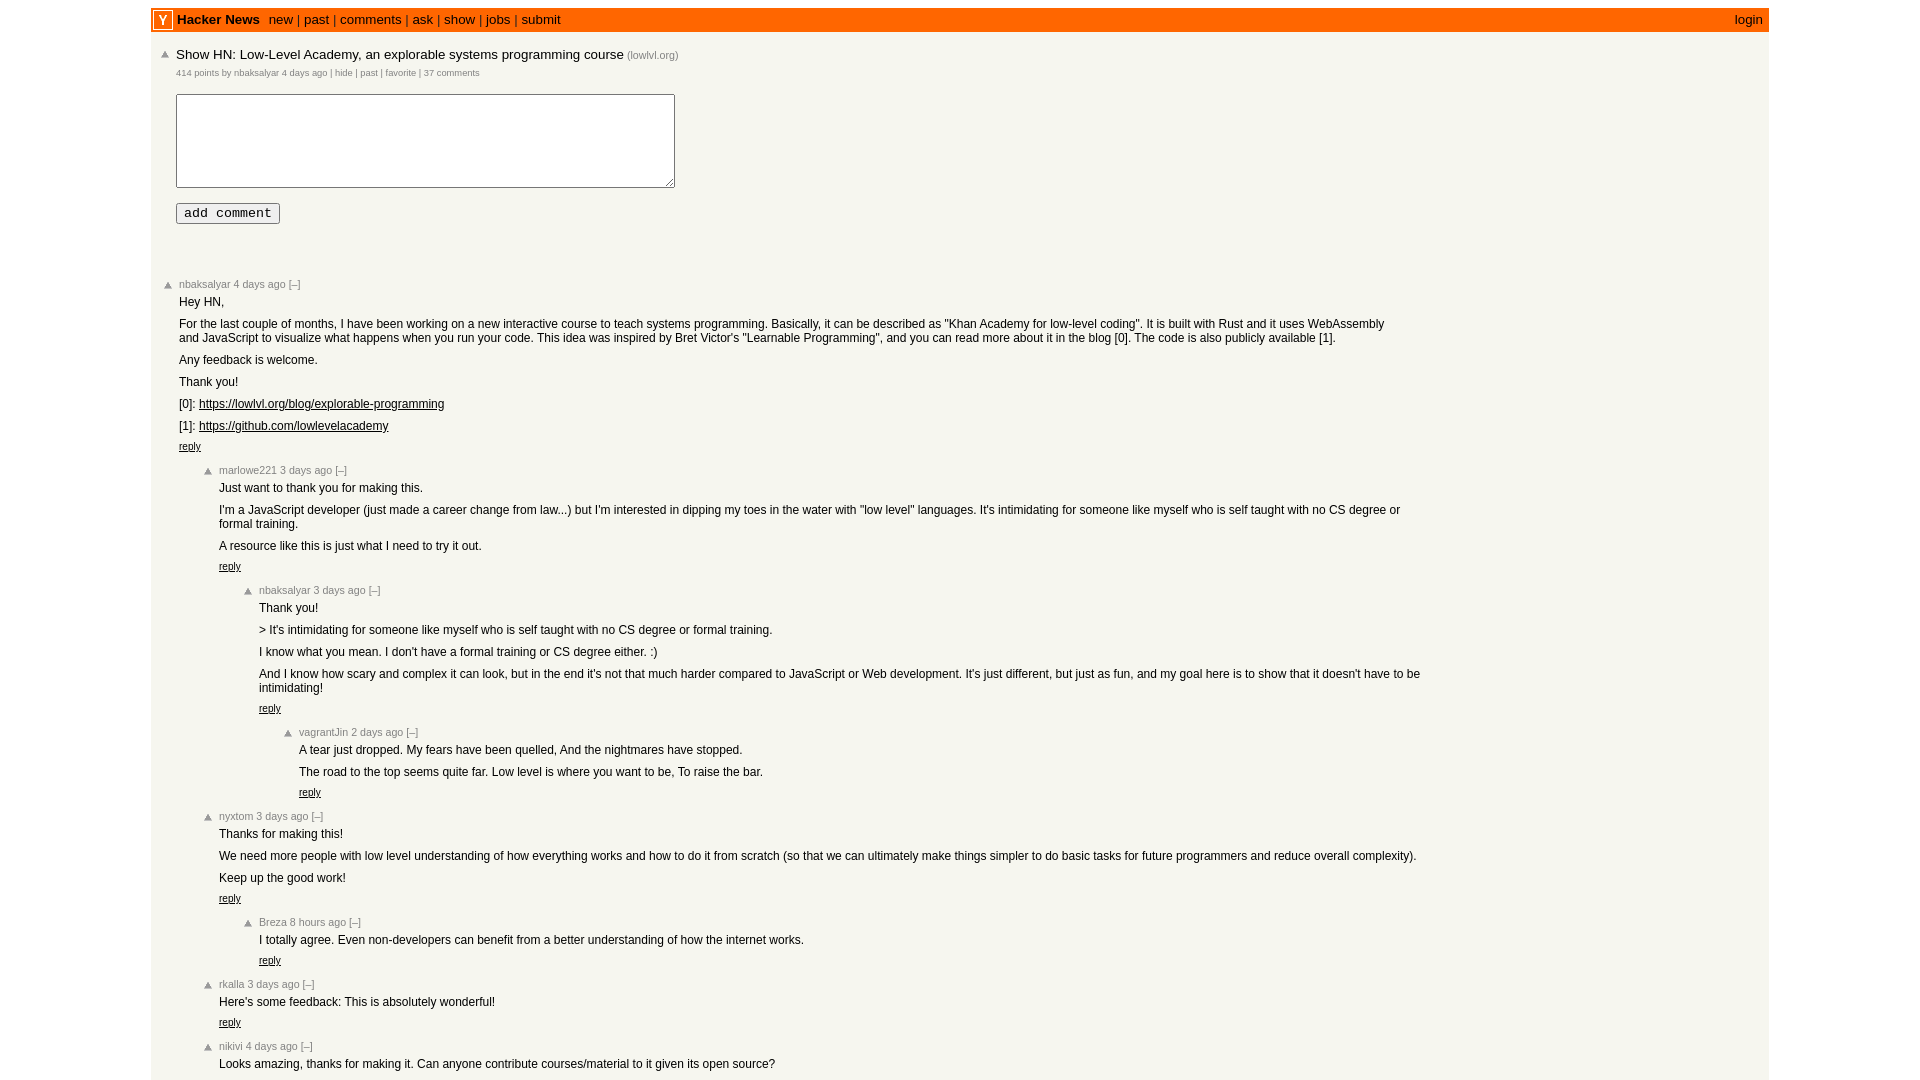 Y Hacker News new | past | comments | ask | show | jobs | submit login
Show HN: Low-Level Academy, an explorable systems programming course (lowlvl.org)
414 points by nbaksalyar 4 days ago | hide | past | favorite | 37 comments
add comment
nbaksalyar 4 days ago [–]
Hey HN,
For the last couple of months, I have been working on a new interactive course to teach systems programming. Basically, it can be described as "Khan Academy for low-level coding". It is built with Rust and it uses WebAssembly
and JavaScript to visualize what happens when you run your code. This idea was inspired by Bret Victor's "Learnable Programming", and you can read more about it in the blog [0]. The code is also publicly available [1].
Any feedback is welcome.
Thank you!
[0]: https://lowlvl.org/blog/explorable-programming
[1]: https://github.com/lowlevelacademy
reply
marlowe221 3 days ago [–]
Just want to thank you for making this.
I'm a JavaScript developer (just made a career change from law...) but I'm interested in dipping my toes in the water with "low level" languages. It's intimidating for someone like myself who is self taught with no CS degree or
formal training.
A resource like this is just what I need to try it out.
reply
nbaksalyar 3 days ago [–]
Thank you!
> It's intimidating for someone like myself who is self taught with no CS degree or formal training.
I know what you mean. I don't have a formal training or CS degree either. :)
And I know how scary and complex it can look, but in the end it's not that much harder compared to JavaScript or Web development. It's just different, but just as fun, and my goal here is to show that it doesn't have to be
intimidating!
reply
vagrantJin 2 days ago [–]
A tear just dropped. My fears have been quelled, And the nightmares have stopped.
The road to the top seems quite far. Low level is where you want to be, To raise the bar.
reply
nyxtom 3 days ago [–]
Thanks for making this!
We need more people with low level understanding of how everything works and how to do it from scratch (so that we can ultimately make things simpler to do basic tasks for future programmers and reduce overall complexity).
Keep up the good work!
reply
Breza 8 hours ago [–]
I totally agree. Even non-developers can benefit from a better understanding of how the internet works.
reply
rkalla 3 days ago [–]
Here's some feedback: This is absolutely wonderful!
reply
nikivi 4 days ago [–]
Looks amazing, thanks for making it. Can anyone contribute courses/material to it given its open source?